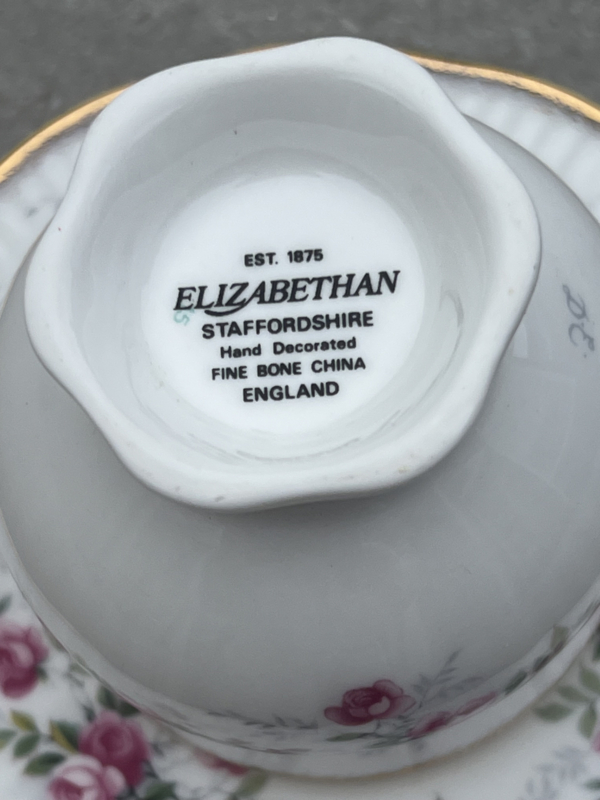 EST. 1875
ELIZABETHAN
STAFFORDSHIRE
Hand Decorated
FINE BONE CHINA
ENGLAND